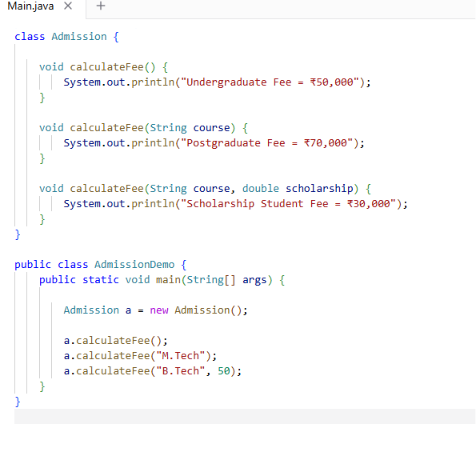 Main.java × +
class Admission {
void calculateFee() {
System.out.println("Undergraduate Fee = ₹50,000");
}
void calculateFee(String course) {
System.out.println("Postgraduate Fee = ₹70,000");
}
void calculateFee(String course, double scholarship) {
System.out.println("Scholarship Student Fee = ₹30,000");
}
}
public class AdmissionDemo {
public static void main(String[] args) {
Admission a = new Admission();
a.calculateFee();
a.calculateFee("M.Tech");
a.calculateFee("B.Tech", 50);
}
}